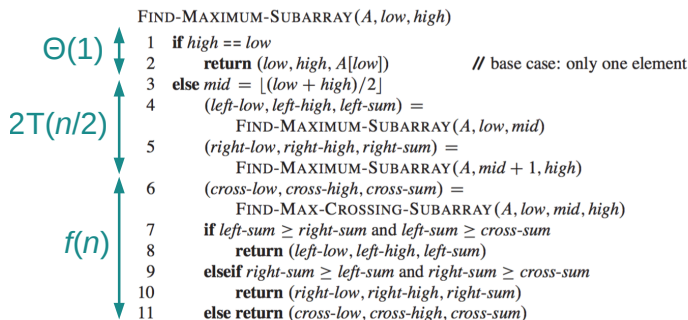 FIND-MAXIMUM-SUBARRAY(A, low, high)
Θ(1)
1 if high == low
2 return (low, high, A[low]) // base case: only one element
3 else mid = ⌊(low + high)/2⌋
2T(n/2)
4 (left-low, left-high, left-sum) =
FIND-MAXIMUM-SUBARRAY(A, low, mid)
5 (right-low, right-high, right-sum) =
FIND-MAXIMUM-SUBARRAY(A, mid + 1, high)
f(n)
6 (cross-low, cross-high, cross-sum) =
FIND-MAX-CROSSING-SUBARRAY(A, low, mid, high)
7 if left-sum ≥ right-sum and left-sum ≥ cross-sum
8 return (left-low, left-high, left-sum)
9 elseif right-sum ≥ left-sum and right-sum ≥ cross-sum
10 return (right-low, right-high, right-sum)
11 else return (cross-low, cross-high, cross-sum)